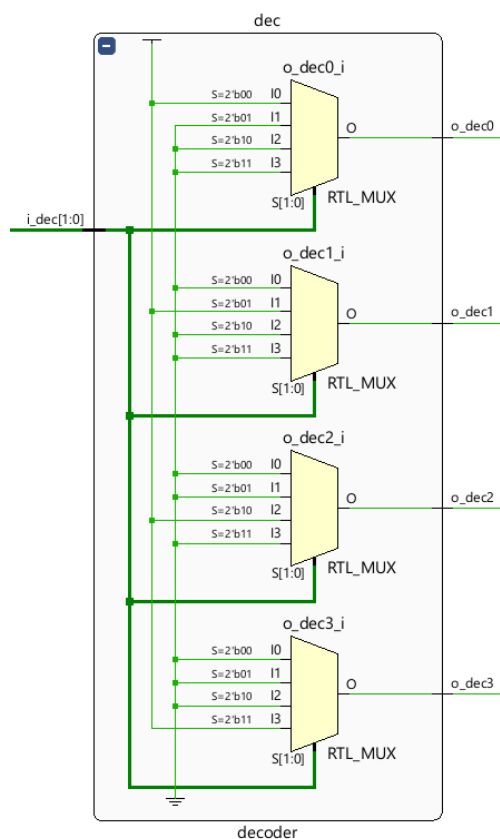 dec
o_dec0_i
S=2'b00 I0
S=2'b01 I1
S=2'b10 I2
S=2'b11 I3
O
o_dec0
S[1:0]
RTL_MUX
i_dec[1:0]
o_dec1_i
S=2'b00 I0
S=2'b01 I1
S=2'b10 I2
S=2'b11 I3
O
o_dec1
S[1:0]
RTL_MUX
o_dec2_i
S=2'b00 I0
S=2'b01 I1
S=2'b10 I2
S=2'b11 I3
O
o_dec2
S[1:0]
RTL_MUX
o_dec3_i
S=2'b00 I0
S=2'b01 I1
S=2'b10 I2
S=2'b11 I3
O
o_dec3
S[1:0]
RTL_MUX
decoder